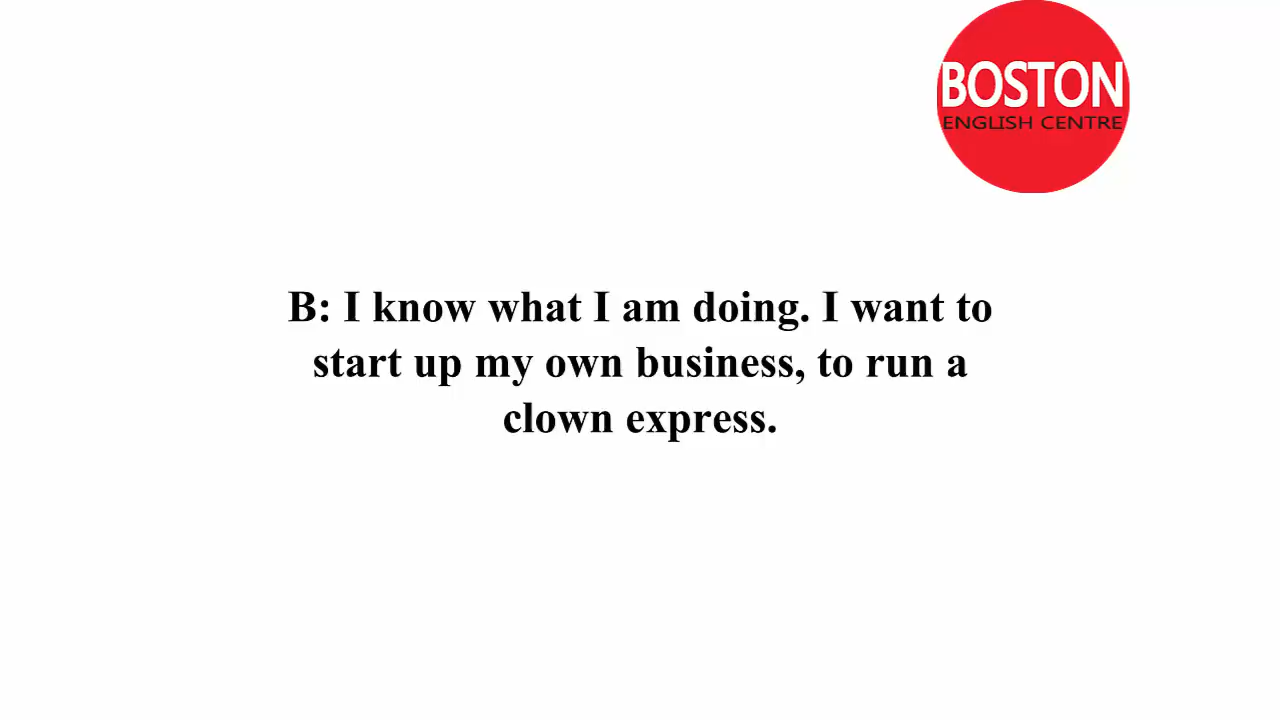 BOSTON
ENGLISH CENTRE
B: I know what I am doing. I want to
start up my own business, to run a
clown express.